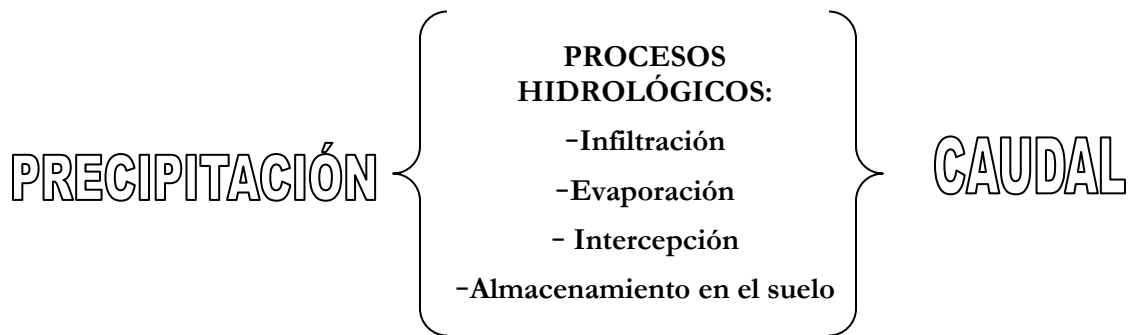 PRECIPITACIÓN
PROCESOS
HIDROLÓGICOS:
-Infiltración
-Evaporación
- Intercepción
-Almacenamiento en el suelo
CAUDAL